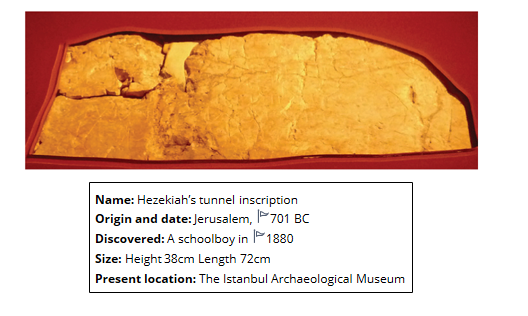 Name: Hezekiah's tunnel inscription
Origin and date: Jerusalem, 701 BC
Discovered: A schoolboy in 1880
Size: Height 38cm Length 72cm
Present location: The Istanbul Archaeological Museum